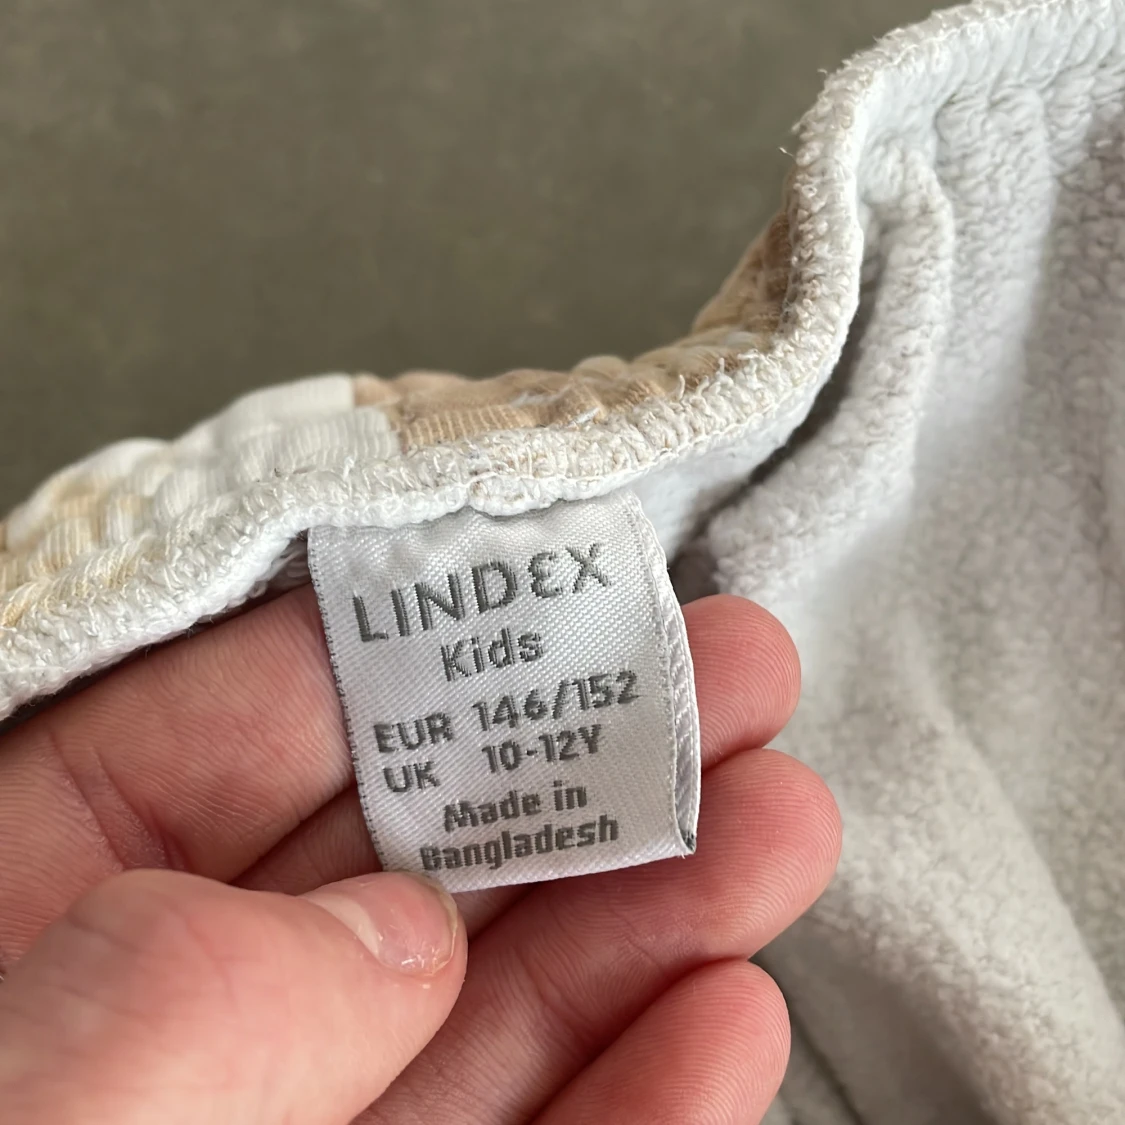 LINDEX
Kids
EUR 146/152
UK 10-12Y
Made in
Bangladesh